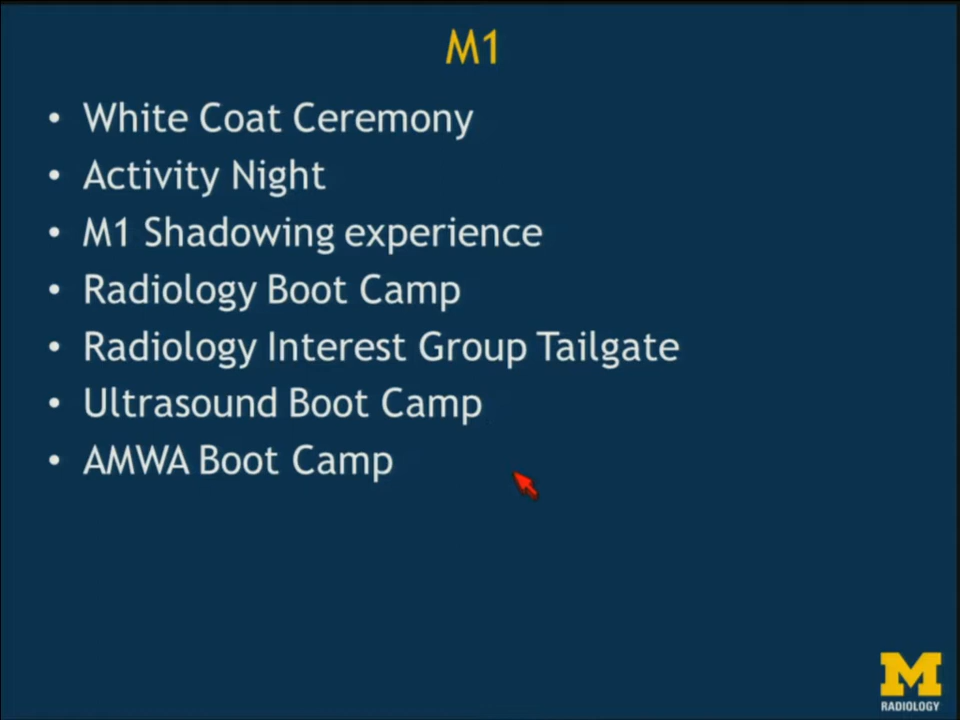 M1
• White Coat Ceremony
• Activity Night
• M1 Shadowing experience
• Radiology Boot Camp
• Radiology Interest Group Tailgate
• Ultrasound Boot Camp
• AMWA Boot Camp
M
RADIOLOGY